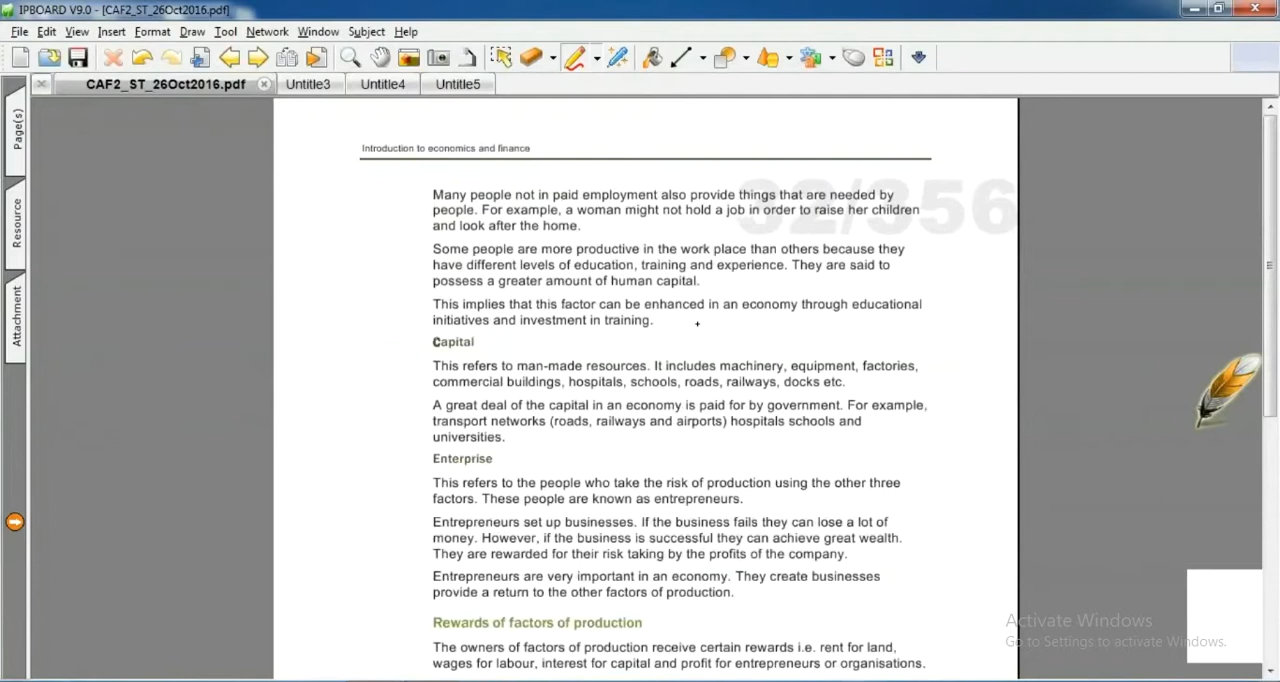 IPBOARD V9.0 - [CAF2_ST_26Oct2016.pdf]
File Edit View Insert Format Draw Tool Network Window Subject Help
CAF2_ST_26Oct2016.pdf Untitle3 Untitle4 Untitle5
Page(s)
Resource
Attachment
Introduction to economics and finance
32/356
Many people not in paid employment also provide things that are needed by
people. For example, a woman might not hold a job in order to raise her children
and look after the home.
Some people are more productive in the work place than others because they
have different levels of education, training and experience. They are said to
possess a greater amount of human capital.
This implies that this factor can be enhanced in an economy through educational
initiatives and investment in training.
Capital
This refers to man-made resources. It includes machinery, equipment, factories,
commercial buildings, hospitals, schools, roads, railways, docks etc.
A great deal of the capital in an economy is paid for by government. For example,
transport networks (roads, railways and airports) hospitals schools and
universities.
Enterprise
This refers to the people who take the risk of production using the other three
factors. These people are known as entrepreneurs.
Entrepreneurs set up businesses. If the business fails they can lose a lot of
money. However, if the business is successful they can achieve great wealth.
They are rewarded for their risk taking by the profits of the company.
Entrepreneurs are very important in an economy. They create businesses
provide a return to the other factors of production.
Rewards of factors of production
The owners of factors of production receive certain rewards i.e. rent for land,
wages for labour, interest for capital and profit for entrepreneurs or organisations.
Activate Windows
Go to Settings to activate Windows.